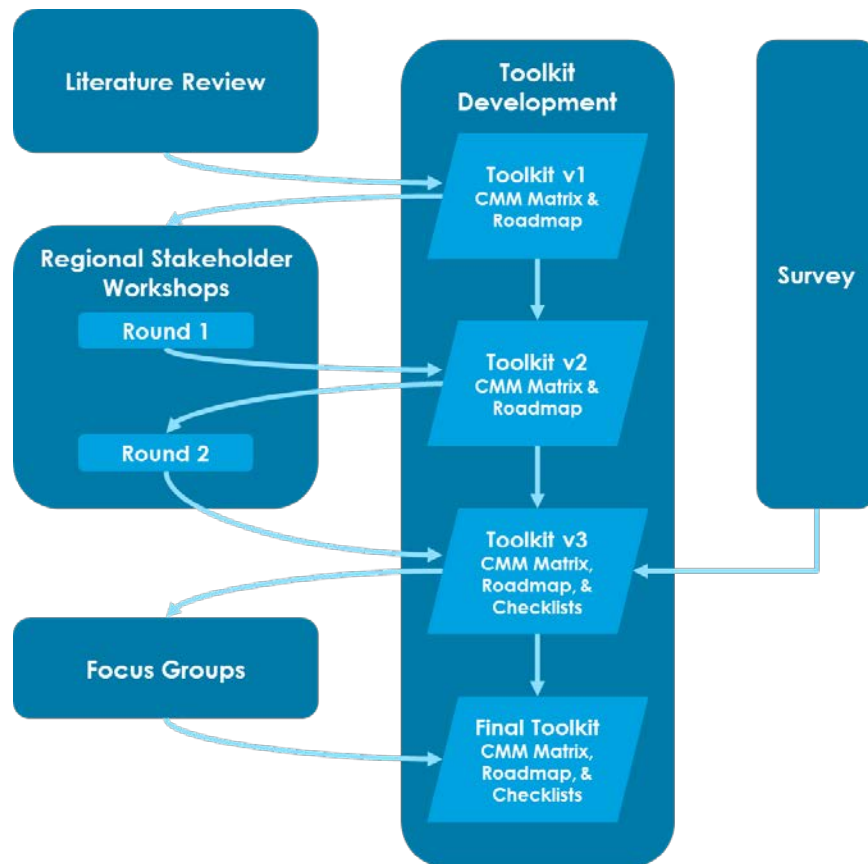 Literature Review
Toolkit
Development
Toolkit v1
CMM Matrix &
Roadmap
Regional Stakeholder
Workshops
Round 1
Round 2
Survey
Toolkit v2
CMM Matrix &
Roadmap
Toolkit v3
CMM Matrix,
Roadmap, &
Checklists
Focus Groups
Final Toolkit
CMM Matrix,
Roadmap, &
Checklists